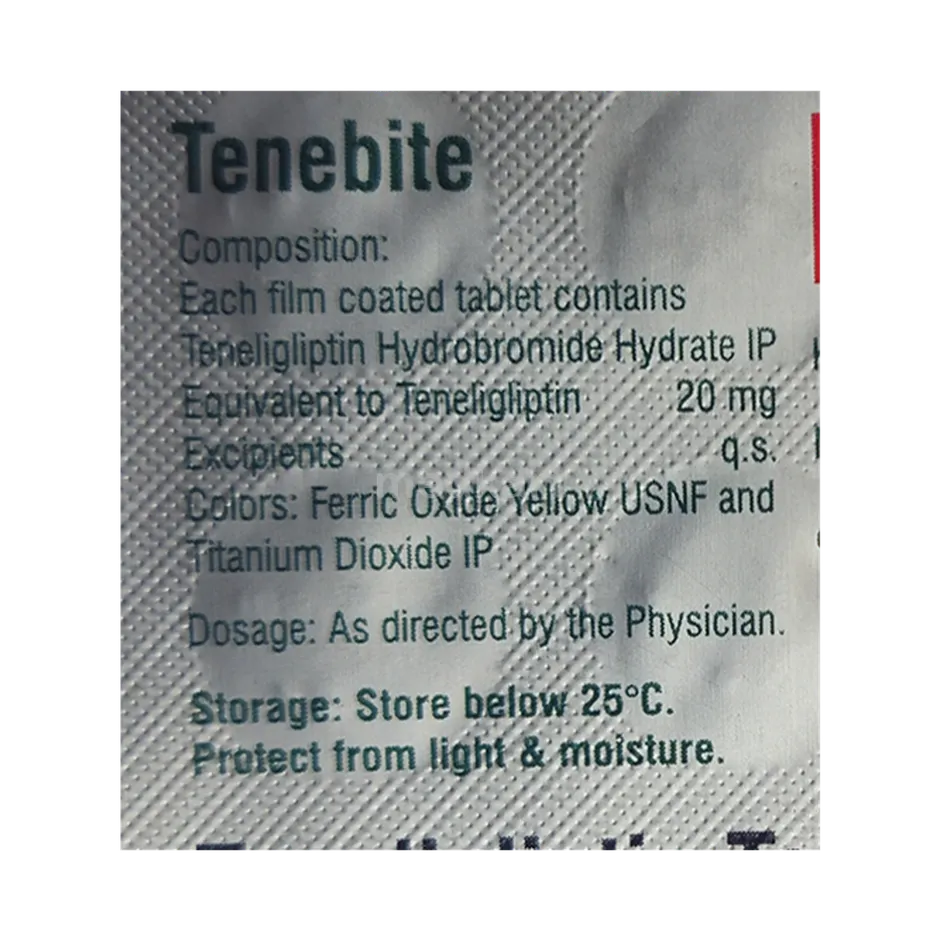 Tenebite
Composition:
Each film coated tablet contains
Teneligliptin Hydrobromide Hydrate IP
Equivalent to Teneligliptin 20 mg
Excipients q.s.
Colors: Ferric Oxide Yellow USNF and
Titanium Dioxide IP
Dosage: As directed by the Physician.
Storage: Store below 25°C.
Protect from light & moisture.